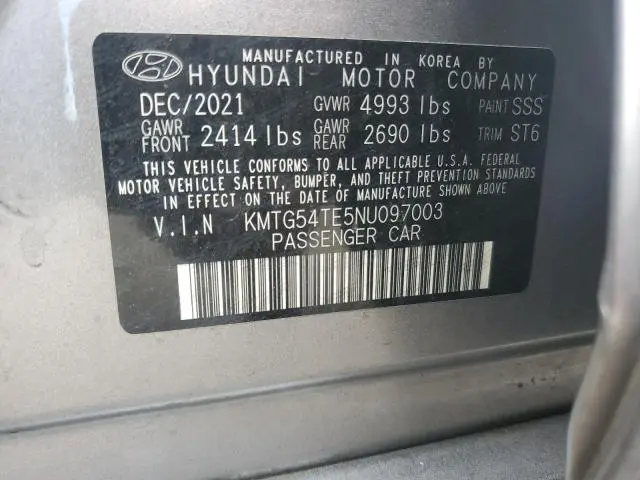 MANUFACTURED IN KOREA BY
HYUNDAI MOTOR COMPANY
DEC/2021 GVWR 4993 lbs PAINT SSS
GAWR FRONT 2414 lbs GAWR REAR 2690 lbs TRIM ST6
THIS VEHICLE CONFORMS TO ALL APPLICABLE U.S.A. FEDERAL
MOTOR VEHICLE SAFETY, BUMPER, AND THEFT PREVENTION STANDARDS
IN EFFECT ON THE DATE OF MANUFACTURE SHOWN ABOVE
V.I.N KMTG54TE5NU097003
PASSENGER CAR